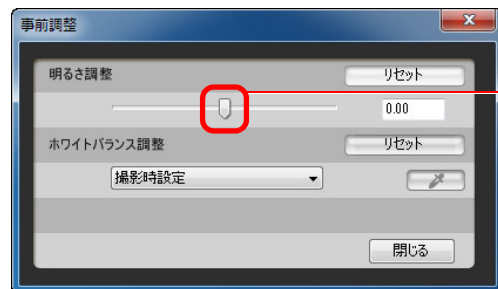 事前調整
明るさ調整 リセット
0.00
ホワイトバランス調整 リセット
撮影時設定
閉じる